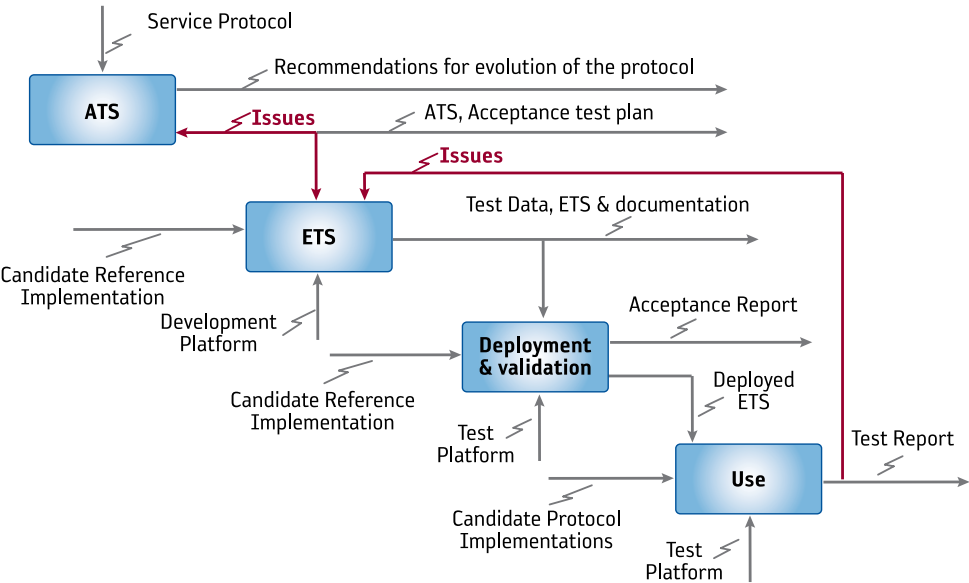 Service Protocol
Recommendations for evolution of the protocol
ATS
Issues
ATS, Acceptance test plan
Issues
Test Data, ETS & documentation
ETS
Candidate Reference
Implementation
Development
Platform
Acceptance Report
Deployment
& validation
Candidate Reference
Implementation
Deployed
ETS
Test
Platform
Test Report
Use
Candidate Protocol
Implementations
Test
Platform